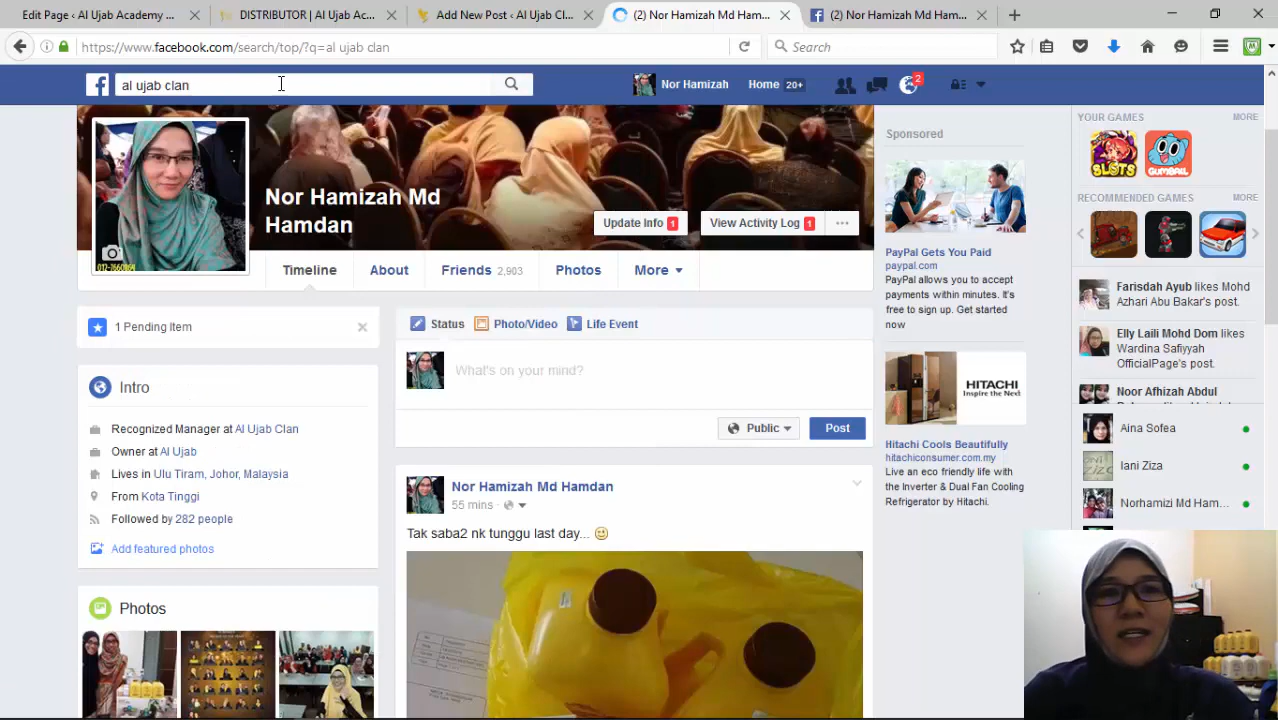 Edit Page ‹ Al Ujab Academy ...
DISTRIBUTOR | Al Ujab Ac...
Add New Post ‹ Al Ujab Cl...
(2) Nor Hamizah Md Ham...
(2) Nor Hamizah Md Ham...
https://www.facebook.com/search/top/?q=al ujab clan
Search
al ujab clan
Nor Hamizah
Home 20+
2
Nor Hamizah Md
Hamdan
Update Info 1
View Activity Log 1
Timeline
About
Friends 2,903
Photos
More
1 Pending Item
Intro
Recognized Manager at Al Ujab Clan
Owner at Al Ujab
Lives in Ulu Tiram, Johor, Malaysia
From Kota Tinggi
Followed by 282 people
Add featured photos
Photos
Status
Photo/Video
Life Event
What's on your mind?
Public
Post
Nor Hamizah Md Hamdan
55 mins
Tak saba2 nk tunggu last day...
Sponsored
PayPal Gets You Paid
paypal.com
PayPal allows you to accept
payments within minutes. It's
free to sign up. Get started
now
HITACHI
Inspire the Next
Hitachi Cools Beautifully
hitachiconsumer.com.my
Live an eco friendly life with
the Inverter & Dual Fan Cooling
Refrigerator by Hitachi.
YOUR GAMES
MORE
SLOTS
GUMBALL
RECOMMENDED GAMES
MORE
Farisdah Ayub likes Mohd
Azhari Abu Bakar's post.
Elly Laili Mohd Dom likes
Wardina Safiyyah
OfficialPage's post.
Noor Afhizah Abdul
Aina Sofea
Iani Ziza
Norhamizi Md Ham...